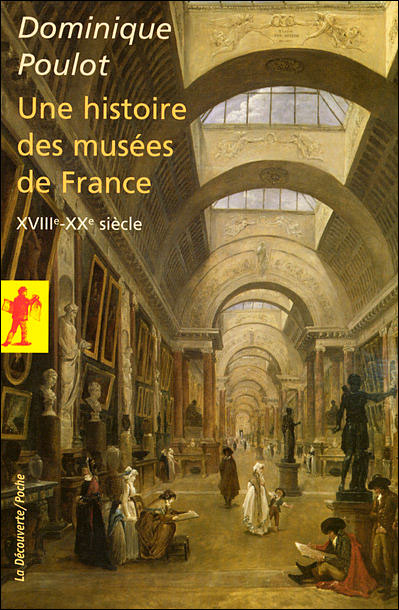 Dominique
Poulot
Une histoire
des musées
de France
XVIIIe-XXe siècle
La Découverte/Poche